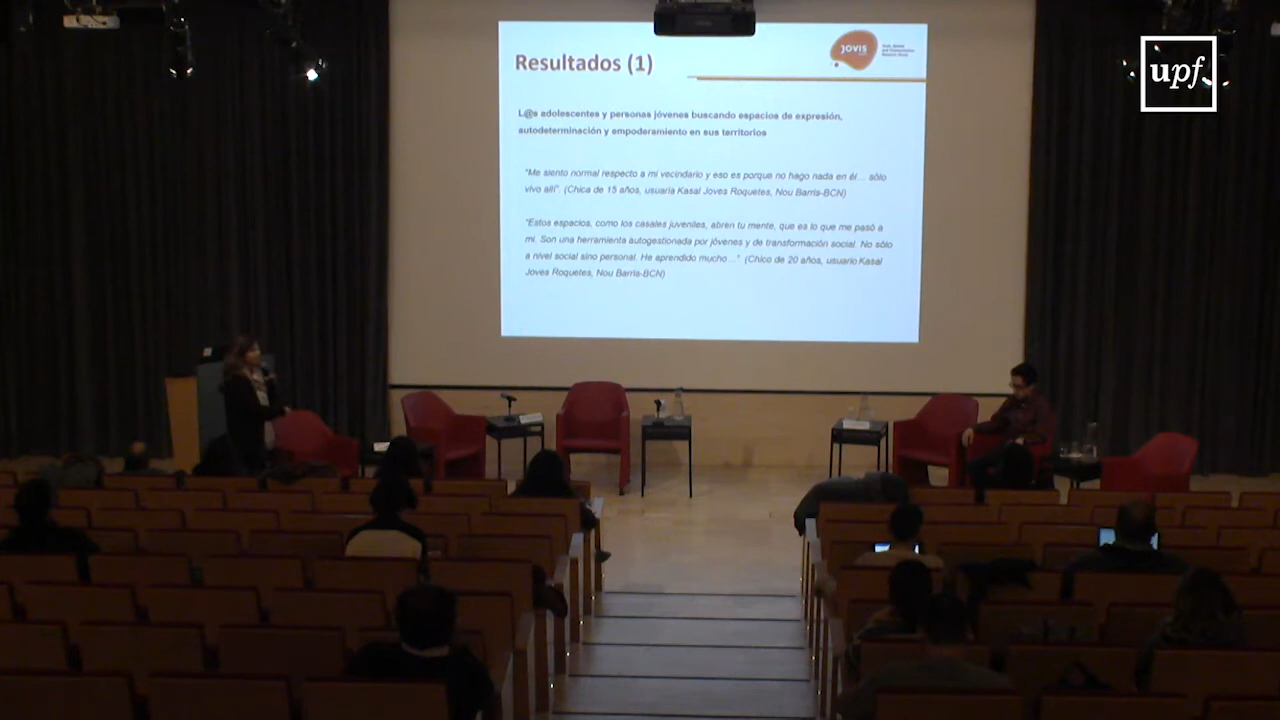 Resultados (1)
JOVIS
upf.
L@s adolescentes y personas jóvenes buscando espacios de expresión,
autodeterminación y empoderamiento en sus territorios
"Me siento normal respecto a mi vecindario y eso es porque no hago nada en él... sólo
vivo allí". (Chica de 15 años, usuaria Kasal Joves Roquetes, Nou Barris-BCN)
"Estos espacios, como los casales juveniles, abren tu mente, que es lo que me pasó a
mi. Son una herramienta autogestionada por jóvenes y de transformación social. No sólo
a nivel social sino personal. He aprendido mucho..." (Chico de 20 años, usuario Kasal
Joves Roquetes, Nou Barris-BCN)